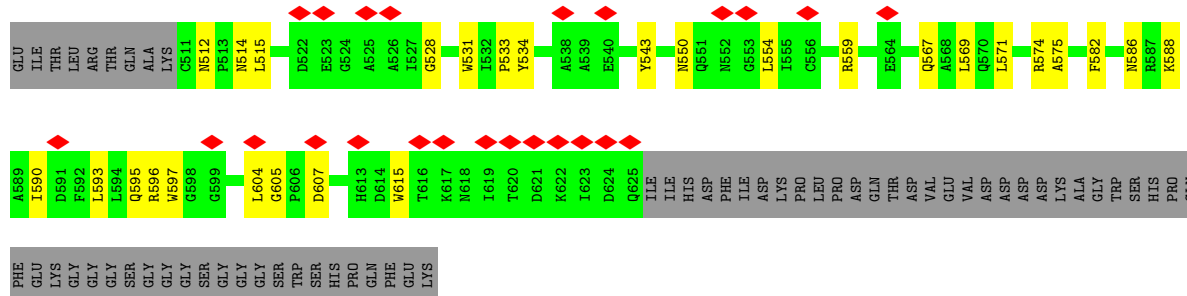 GLU ILE THR LEU ARG THR GLN ALA LYS C511 N512 P513 N514 L515 D522 E523 G524 A525 A526 I527 G528 W531 I532 P533 Y534 A538 A539 E540 Y543 N550 Q551 N552 G553 L554 I555 C556 R559 E564 Q567 A568 L569 Q570 L571 R574 A575 F582 N586 R587 K588
A589 I590 D591 F592 L593 L594 Q595 R596 W597 G598 G599 L604 G605 P606 D607 H613 D614 W615 T616 K617 N618 I619 T620 D621 K622 I623 D624 Q625 ILE ILE HIS ASP PHE ILE ASP LYS PRO LEU PRO ASP GLN THR ASP VAL GLU VAL ASP ASP ASP ASP LYS ALA GLY TRP SER HIS PRO
PHE GLU LYS GLY GLY GLY SER GLY GLY GLY SER GLY GLY GLY SER TRP SER HIS PRO GLN PHE GLU LYS